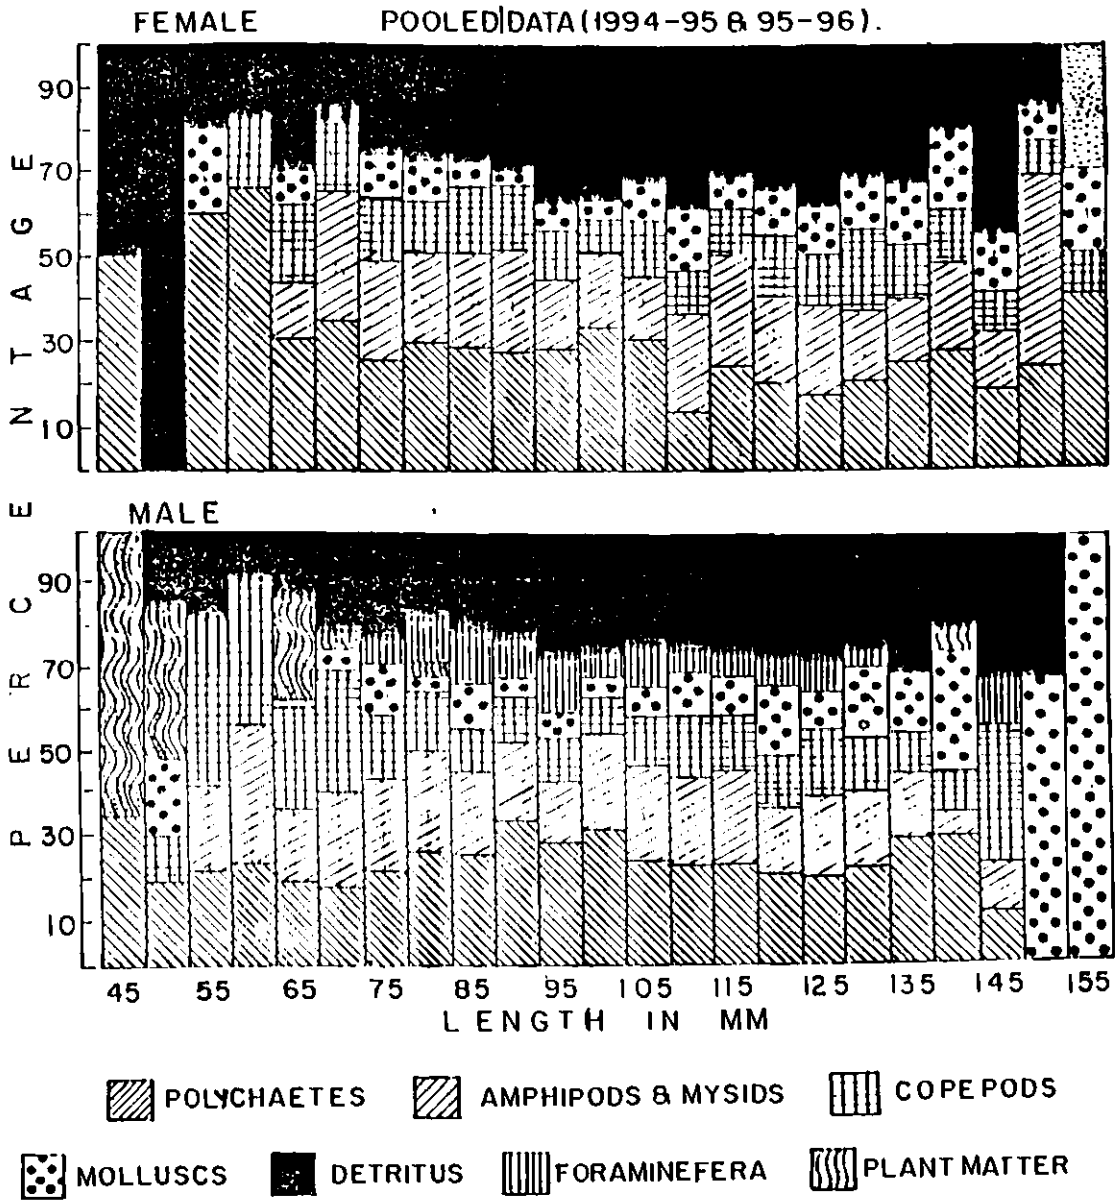 FEMALE POOLED DATA (1994-95 & 95-96).
PERCENTAGE
90
70
50
30
10
MALE
90
70
50
30
10
45 55 65 75 85 95 105 115 125 135 145 155
LENGTH IN MM
POLYCHAETES AMPHIPODS & MYSIDS COPEPODS
MOLLUSCS DETRITUS FORAMINEFERA PLANT MATTER